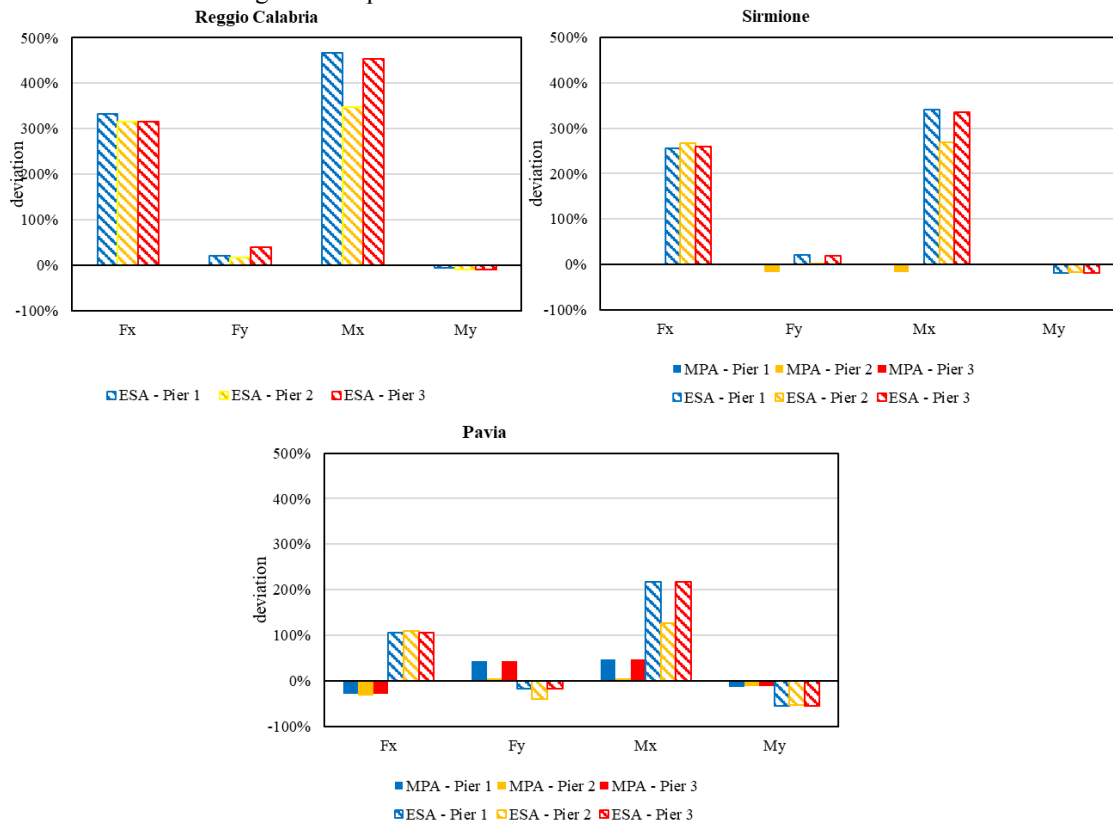 Reggio Calabria
500%
400%
300%
200%
100%
0%
-100%
deviation
Fx Fy Mx My
ESA - Pier 1 ESA - Pier 2 ESA - Pier 3
Sirmione
500%
400%
300%
200%
100%
0%
-100%
deviation
Fx Fy Mx My
MPA - Pier 1 MPA - Pier 2 MPA - Pier 3
ESA - Pier 1 ESA - Pier 2 ESA - Pier 3
Pavia
500%
400%
300%
200%
100%
0%
-100%
deviation
Fx Fy Mx My
MPA - Pier 1 MPA - Pier 2 MPA - Pier 3
ESA - Pier 1 ESA - Pier 2 ESA - Pier 3